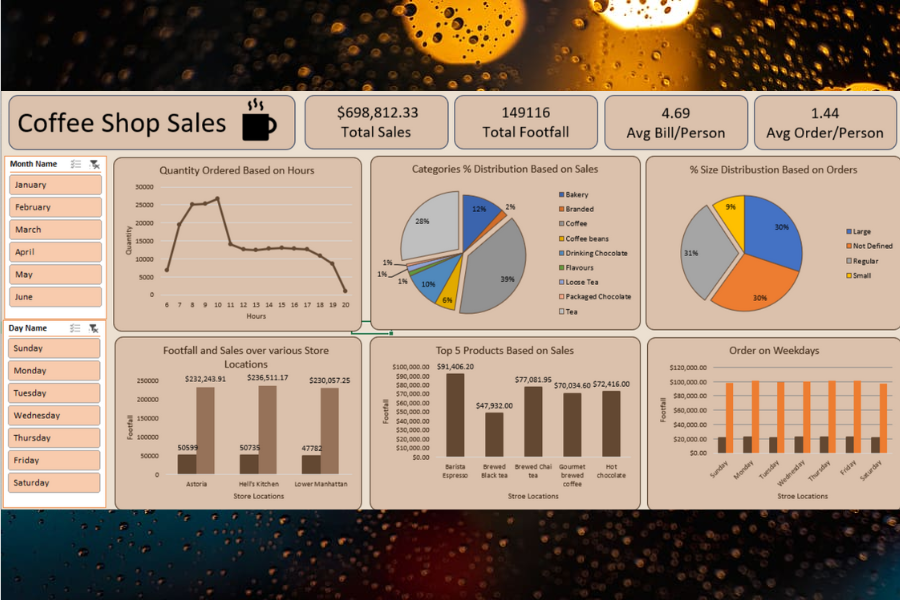 Coffee Shop Sales
$698,812.33
Total Sales
149116
Total Footfall
4.69
Avg Bill/Person
1.44
Avg Order/Person
Month Name
January
February
March
April
May
June
Day Name
Sunday
Monday
Tuesday
Wednesday
Thursday
Friday
Saturday
Quantity Ordered Based on Hours
Quantity
30000
25000
20000
15000
10000
5000
0
6 7 8 9 10 11 12 13 14 15 16 17 18 19 20
Hours
Categories % Distribution Based on Sales
12%
2%
39%
6%
10%
1%
1%
1%
28%
Bakery
Branded
Coffee
Coffee beans
Drinking Chocolate
Flavours
Loose Tea
Packaged Chocolate
Tea
% Size Distribustion Based on Orders
30%
30%
31%
9%
Large
Not Defined
Regular
Small
Footfall and Sales over various Store
Locations
Footfall
250000
200000
150000
100000
50000
0
$232,243.91
$236,511.17
$230,057.25
50599
50735
47782
Astoria
Hell's Kitchen
Lower Manhattan
Store Locations
Top 5 Products Based on Sales
Footfall
$100,000.00
$90,000.00
$80,000.00
$70,000.00
$60,000.00
$50,000.00
$40,000.00
$30,000.00
$20,000.00
$10,000.00
$0.00
$91,406.20
$47,932.00
$77,081.95
$70,034.60
$72,416.00
Barista
Espresso
Brewed
Black tea
Brewed Chai
tea
Gourmet
brewed
coffee
Hot
chocolate
Stroe Locations
Order on Weekdays
Footfall
$120,000.00
$100,000.00
$80,000.00
$60,000.00
$40,000.00
$20,000.00
$0.00
Sunday
Monday
Tuesday
Wednesday
Thursday
Friday
Saturday
Stroe Locations